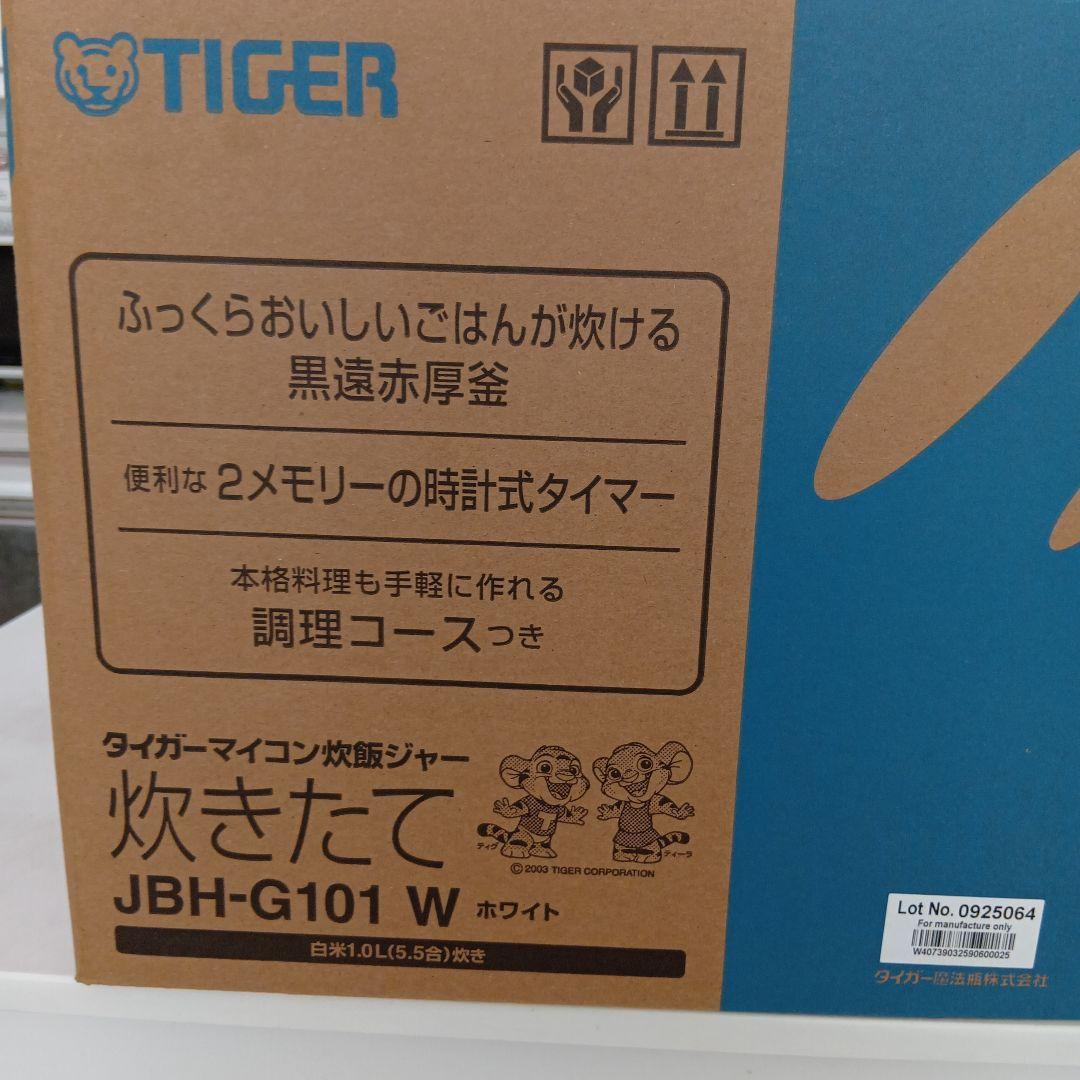 TIGER
ふっくらおいしいごはんが炊ける
黒遠赤厚釜
便利な 2メモリーの時計式タイマー
本格料理も手軽に作れる
調理コースつき
タイガーマイコン炊飯ジャー
炊きたて
ティグ
ティーラ
©2003 TIGER CORPORATION
JBH-G101 W ホワイト
白米1.0L(5.5合)炊き
Lot No. 0925064
For manufacture only
W40739032590600025
タイガー魔法瓶株式会社